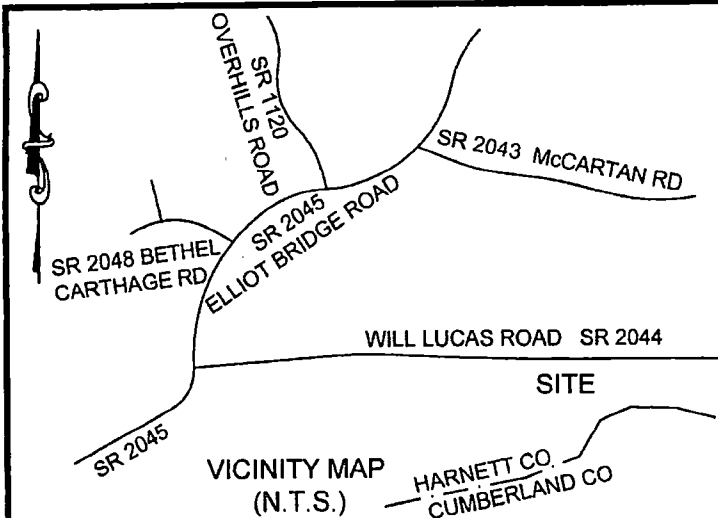 SR 1120
OVERHILLS ROAD
SR 2043 McCARTAN RD
SR 2045
ELLIOT BRIDGE ROAD
SR 2048 BETHEL
CARTHAGE RD
WILL LUCAS ROAD SR 2044
SITE
SR 2045
VICINITY MAP
(N.T.S.)
HARNETT CO.
CUMBERLAND CO